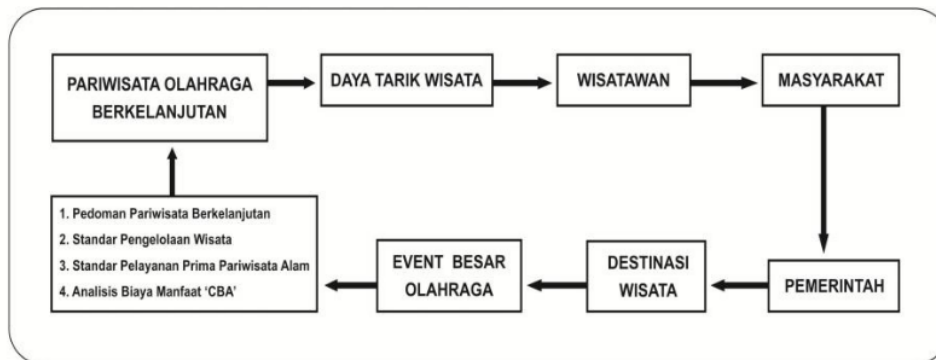 PARIWISATA OLAHRAGA
BERKELANJUTAN
DAYA TARIK WISATA
WISATAWAN
MASYARAKAT
PEMERINTAH
DESTINASI
WISATA
EVENT BESAR
OLAHRAGA
1. Pedoman Pariwisata Berkelanjutan
2. Standar Pengelolaan Wisata
3. Standar Pelayanan Prima Pariwisata Alam
4. Analisis Biaya Manfaat ‘CBA’